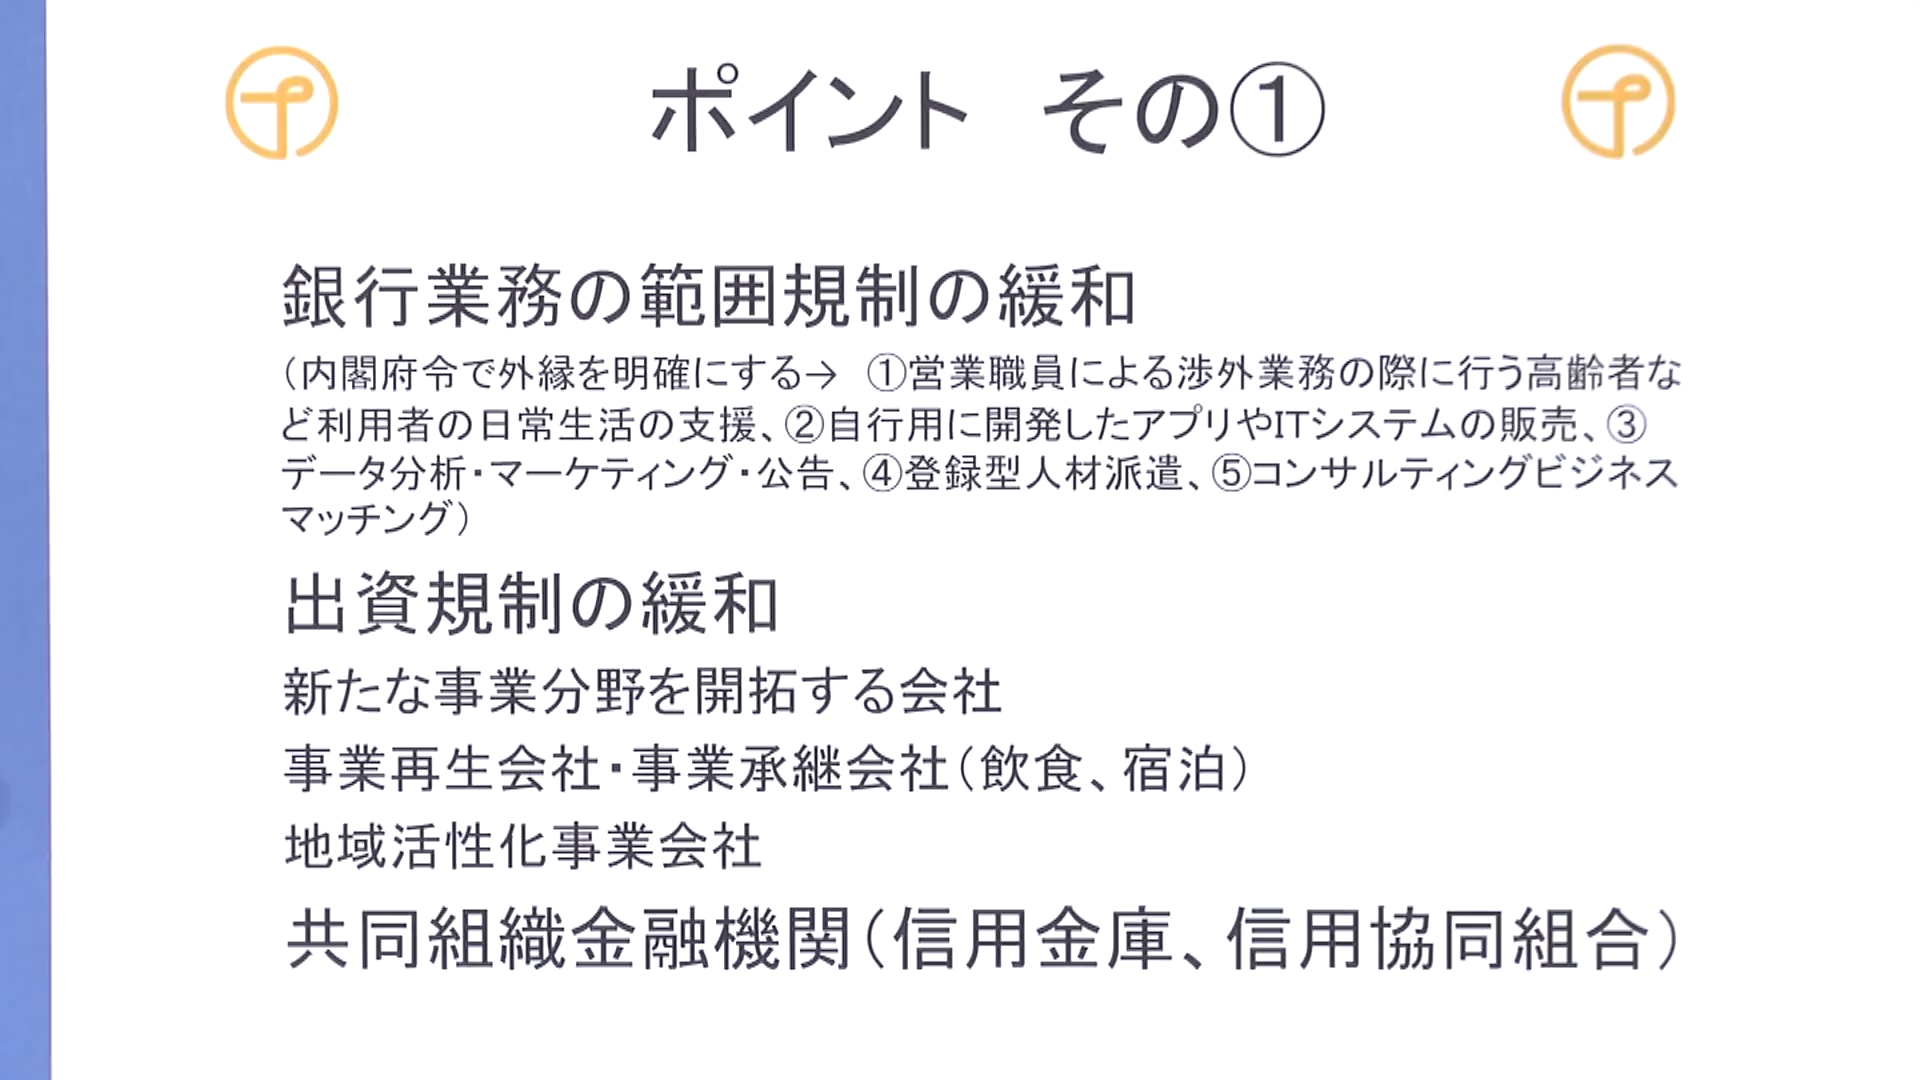 ポイント　その①
銀行業務の範囲規制の緩和
（内閣府令で外縁を明確にする→　①営業職員による渉外業務の際に行う高齢者な
ど利用者の日常生活の支援、②自行用に開発したアプリやITシステムの販売、③
データ分析・マーケティング・公告、④登録型人材派遣、⑤コンサルティングビジネス
マッチング）
出資規制の緩和
新たな事業分野を開拓する会社
事業再生会社・事業承継会社（飲食、宿泊）
地域活性化事業会社
共同組織金融機関（信用金庫、信用協同組合）